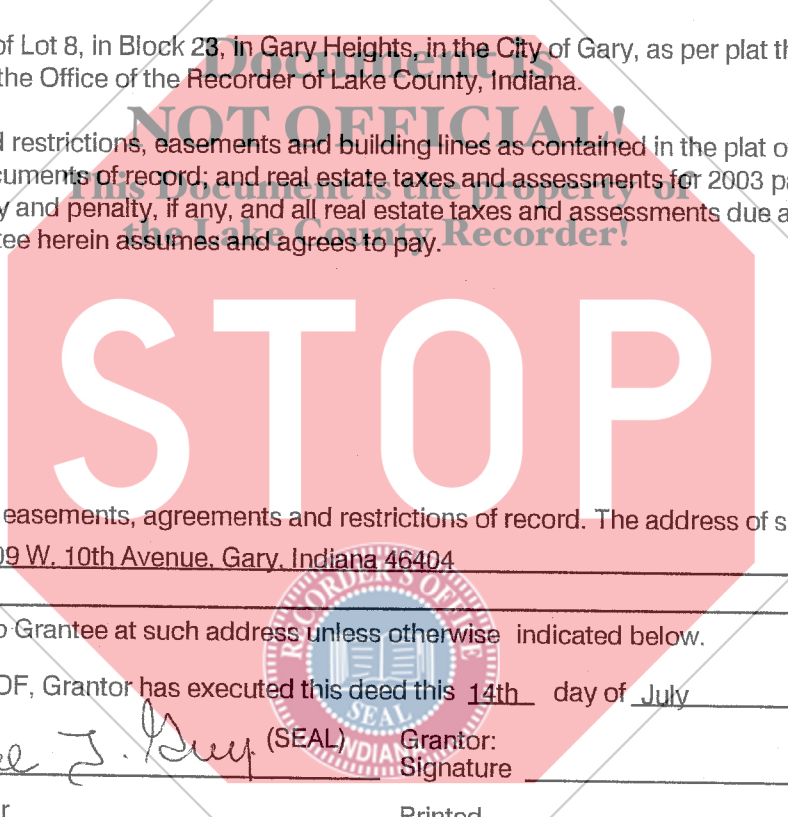 of Lot 8, in Block 23, in Gary Heights, in the City of Gary, as per plat th
the Office of the Recorder of Lake County, Indiana.
Document is
NOT OFFICIAL!
This Document is the property of
the Lake County Recorder!
d restrictions, easements and building lines as contained in the plat o
cuments of record; and real estate taxes and assessments for 2003 pa
y and penalty, if any, and all real estate taxes and assessments due a
tee herein assumes and agrees to pay.
STOP
easements, agreements and restrictions of record. The address of s
09 W. 10th Avenue, Gary, Indiana 46404
o Grantee at such address unless otherwise indicated below.
OF, Grantor has executed this deed this 14th day of July
J. Guy (SEAL) Grantor:
Signature
r Printed
RECORDER'S OFFICE
SEAL
INDIANA